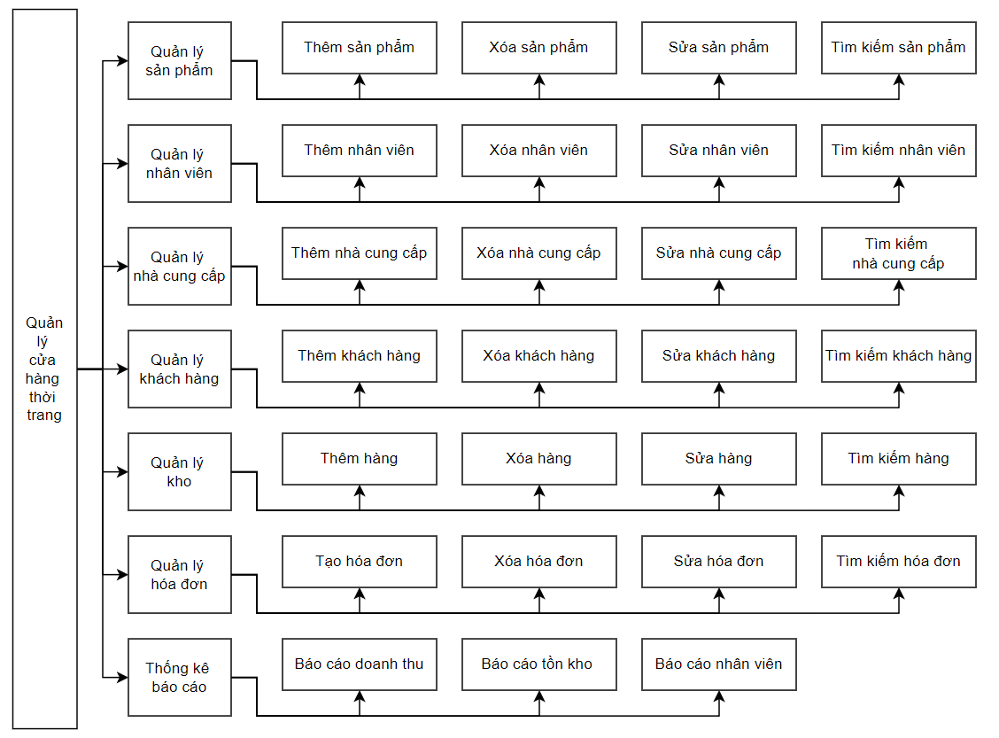 Quản
lý
cửa
hàng
thời
trang
Quản lý
sản phẩm
Thêm sản phẩm
Xóa sản phẩm
Sửa sản phẩm
Tìm kiếm sản phẩm
Quản lý
nhân viên
Thêm nhân viên
Xóa nhân viên
Sửa nhân viên
Tìm kiếm nhân viên
Quản lý
nhà cung cấp
Thêm nhà cung cấp
Xóa nhà cung cấp
Sửa nhà cung cấp
Tìm kiếm
nhà cung cấp
Quản lý
khách hàng
Thêm khách hàng
Xóa khách hàng
Sửa khách hàng
Tìm kiếm khách hàng
Quản lý
kho
Thêm hàng
Xóa hàng
Sửa hàng
Tìm kiếm hàng
Quản lý
hóa đơn
Tạo hóa đơn
Xóa hóa đơn
Sửa hóa đơn
Tìm kiếm hóa đơn
Thống kê
báo cáo
Báo cáo doanh thu
Báo cáo tồn kho
Báo cáo nhân viên